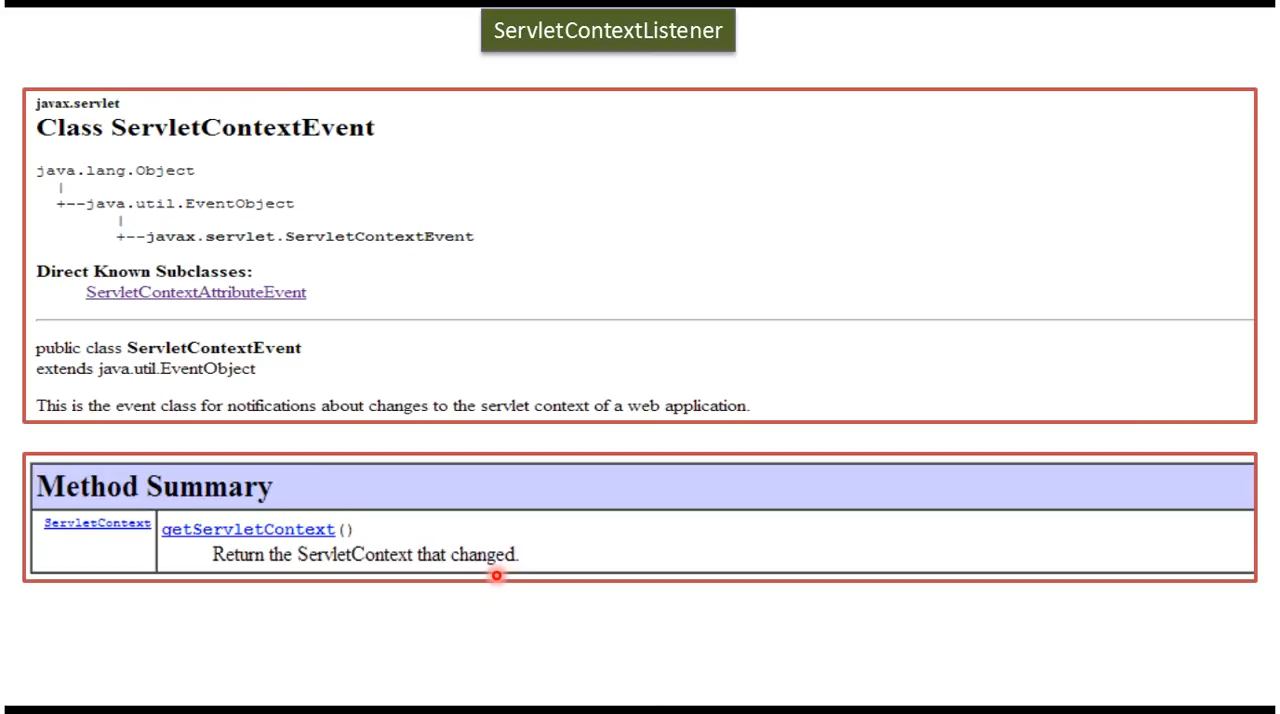 ServletContextListener
javax.servlet
Class ServletContextEvent
java.lang.Object
|
+--java.util.EventObject
|
+--javax.servlet.ServletContextEvent
Direct Known Subclasses:
ServletContextAttributeEvent
public class ServletContextEvent
extends java.util.EventObject
This is the event class for notifications about changes to the servlet context of a web application.
Method Summary
ServletContext getServletContext()
Return the ServletContext that changed.